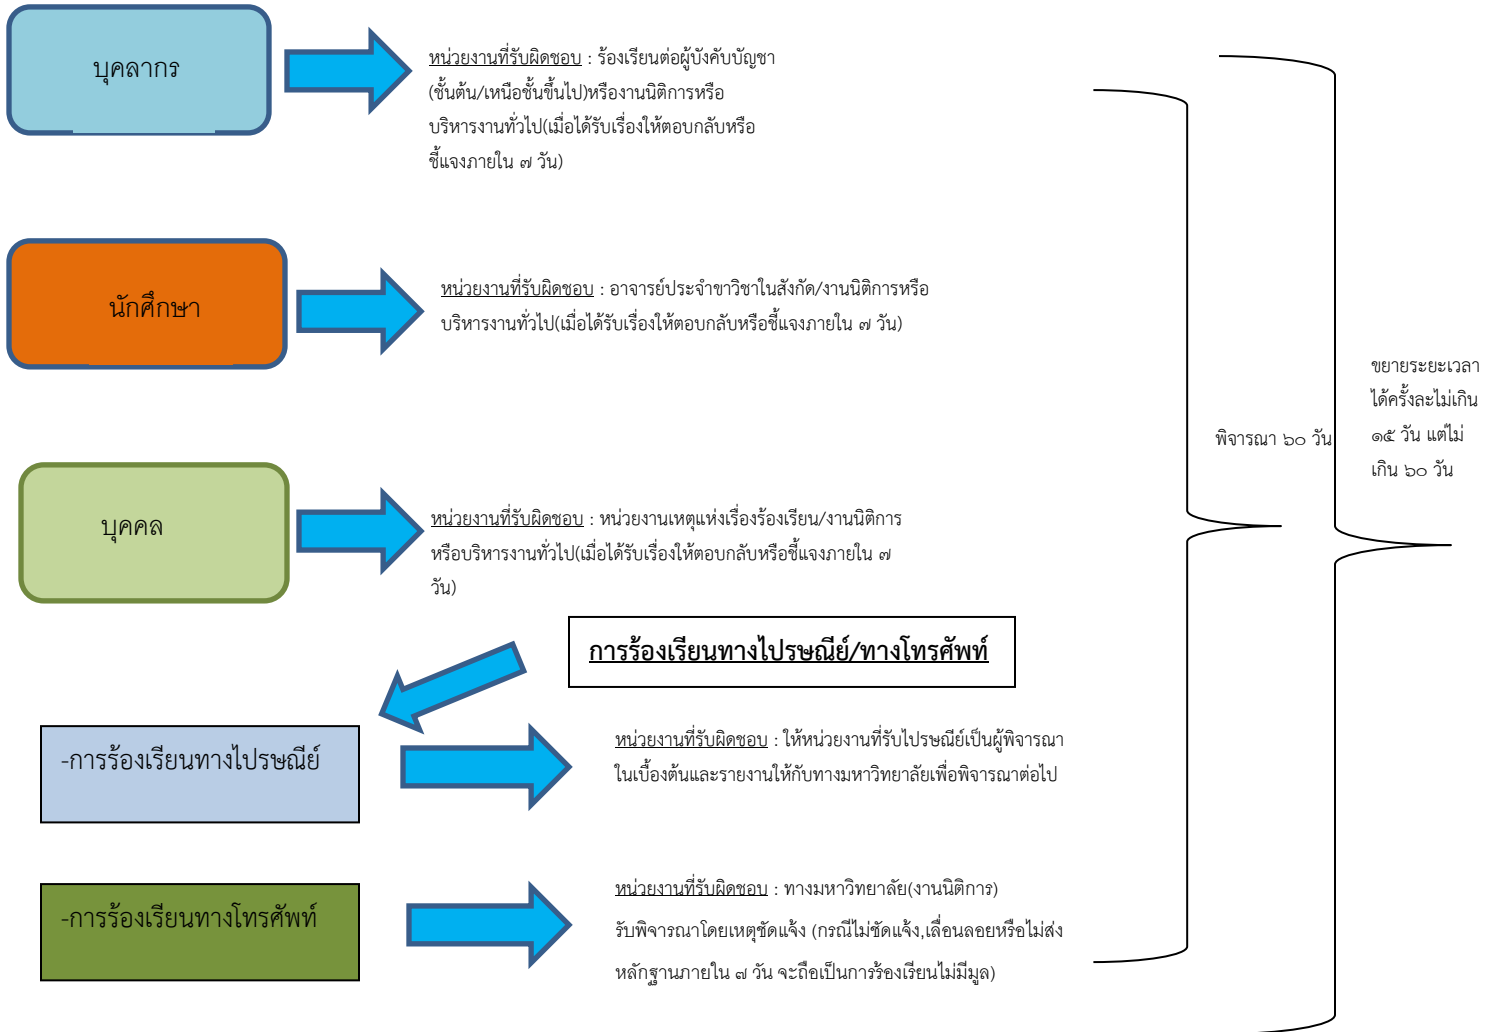 บุคลากร
หน่วยงานที่รับผิดชอบ : ร้องเรียนต่อผู้บังคับบัญชา
(ชั้นต้น/เหนือชั้นขึ้นไป)หรืองานนิติการหรือ
บริหารงานทั่วไป(เมื่อได้รับเรื่องให้ตอบกลับหรือ
ชี้แจงภายใน ๗ วัน)
นักศึกษา
หน่วยงานที่รับผิดชอบ : อาจารย์ประจำขาวิชาในสังกัด/งานนิติการหรือ
บริหารงานทั่วไป(เมื่อได้รับเรื่องให้ตอบกลับหรือชี้แจงภายใน ๗ วัน)
บุคคล
หน่วยงานที่รับผิดชอบ : หน่วยงานเหตุแห่งเรื่องร้องเรียน/งานนิติการ
หรือบริหารงานทั่วไป(เมื่อได้รับเรื่องให้ตอบกลับหรือชี้แจงภายใน ๗
วัน)
พิจารณา ๖๐ วัน
ขยายระยะเวลา
ได้ครั้งละไม่เกิน
๑๕ วัน แต่ไม่
เกิน ๖๐ วัน
การร้องเรียนทางไปรษณีย์/ทางโทรศัพท์
-การร้องเรียนทางไปรษณีย์
หน่วยงานที่รับผิดชอบ : ให้หน่วยงานที่รับไปรษณีย์เป็นผู้พิจารณา
ในเบื้องต้นและรายงานให้กับทางมหาวิทยาลัยเพื่อพิจารณาต่อไป
-การร้องเรียนทางโทรศัพท์
หน่วยงานที่รับผิดชอบ : ทางมหาวิทยาลัย(งานนิติการ)
รับพิจารณาโดยเหตุชัดแจ้ง (กรณีไม่ชัดแจ้ง,เลื่อนลอยหรือไม่ส่ง
หลักฐานภายใน ๗ วัน จะถือเป็นการร้องเรียนไม่มีมูล)